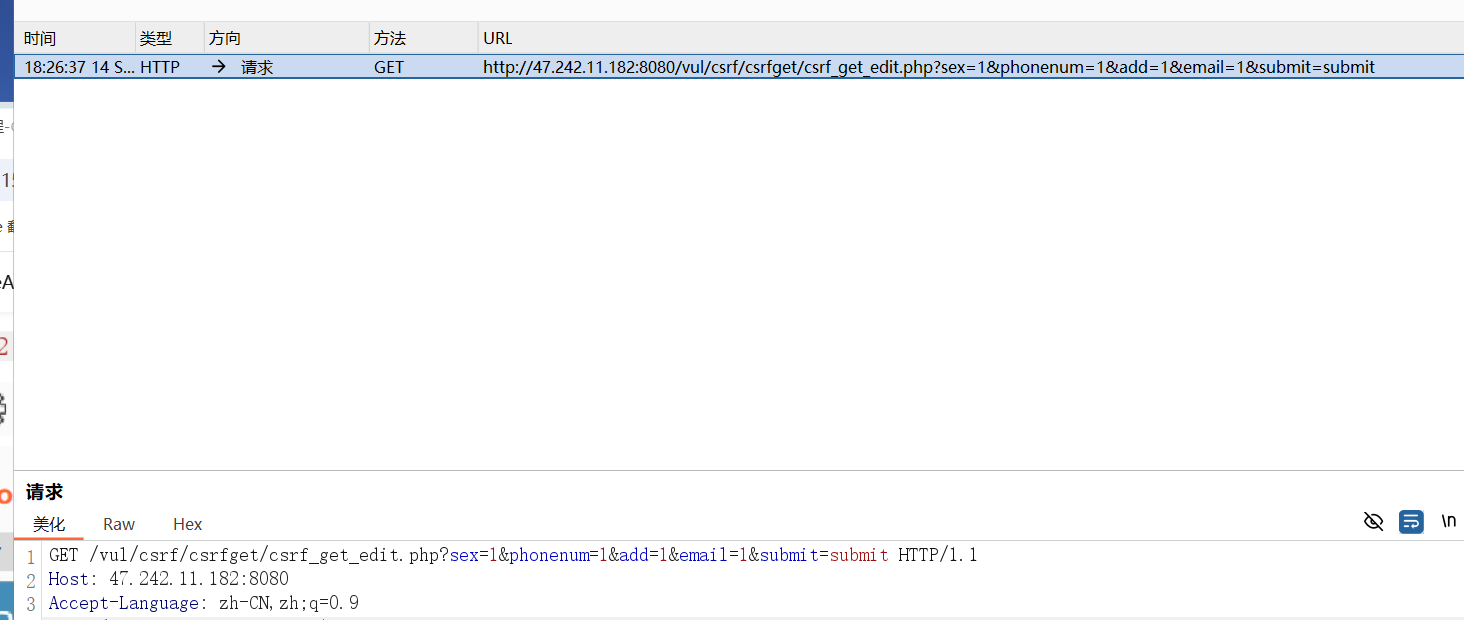 时间 类型 方向 方法 URL
18:26:37 14 S... HTTP → 请求 GET http://47.242.11.182:8080/vul/csrf/csrfget/csrf_get_edit.php?sex=1&phonenum=1&add=1&email=1&submit=submit
15
2
请求
美化 Raw Hex \n
1 GET /vul/csrf/csrfget/csrf_get_edit.php?sex=1&phonenum=1&add=1&email=1&submit=submit HTTP/1.1
2 Host: 47.242.11.182:8080
3 Accept-Language: zh-CN,zh;q=0.9